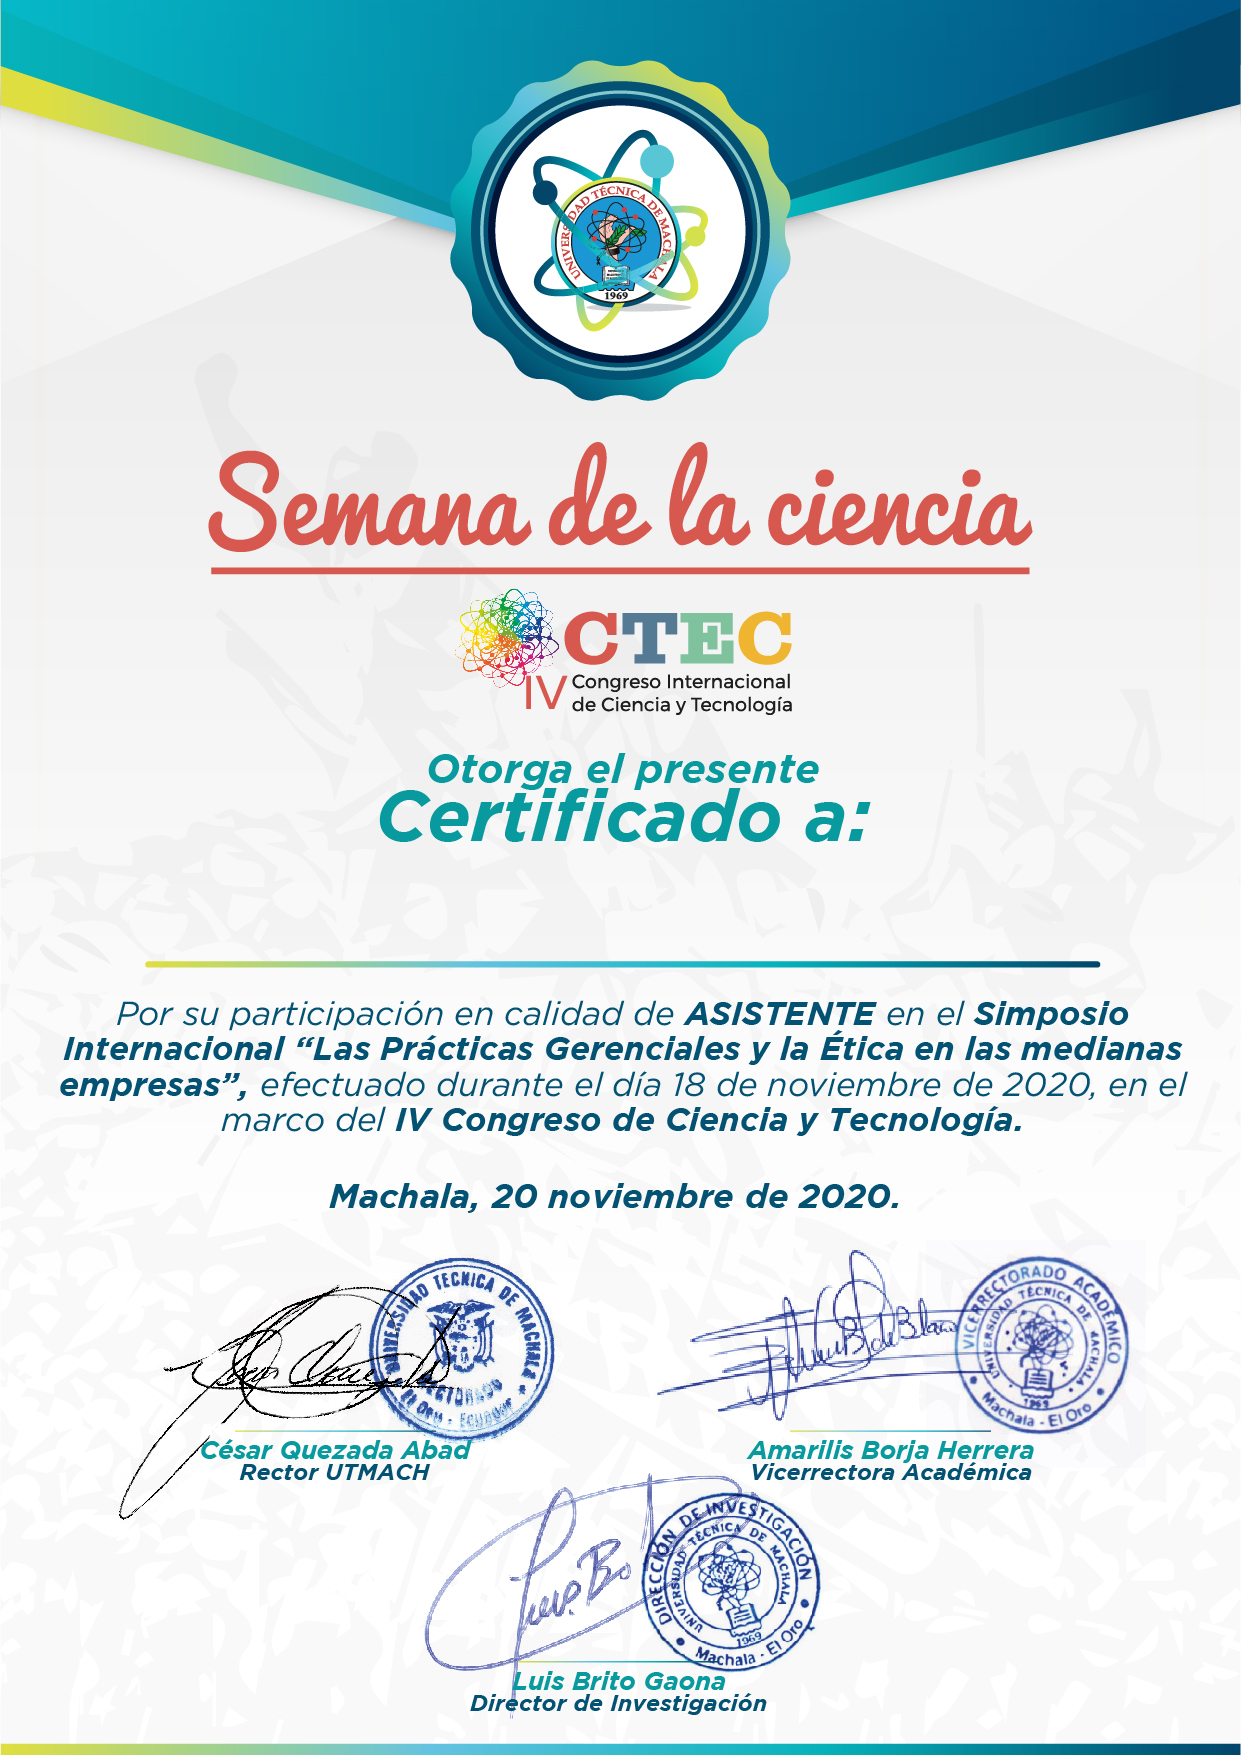 UNIVERSIDAD TÉCNICA DE MACHALA
1969
Semana de la ciencia
CTEC
IV Congreso Internacional
de Ciencia y Tecnología
Otorga el presente
Certificado a:
Por su participación en calidad de ASISTENTE en el Simposio
Internacional “Las Prácticas Gerenciales y la Ética en las medianas
empresas”, efectuado durante el día 18 de noviembre de 2020, en el
marco del IV Congreso de Ciencia y Tecnología.
Machala, 20 noviembre de 2020.
UNIVERSIDAD TECNICA DE MACHALA
RECTORADO
El Oro - Ecuador
VICERRECTORADO ACADÉMICO
UNIVERSIDAD TÉCNICA DE MACHALA
1969
Machala - El Oro
César Quezada Abad
Rector UTMACH
Amarilis Borja Herrera
Vicerrectora Académica
DIRECCIÓN DE INVESTIGACIÓN
UNIVERSIDAD TÉCNICA DE MACHALA
1969
Machala - El Oro
Luis Brito Gaona
Director de Investigación